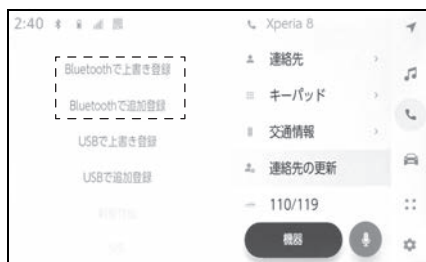 2:40
Bluetoothで上書き登録
Bluetoothで追加登録
USBで上書き登録
USBで追加登録
Xperia 8
連絡先
キーパッド
交通情報
連絡先の更新
110/119
機器